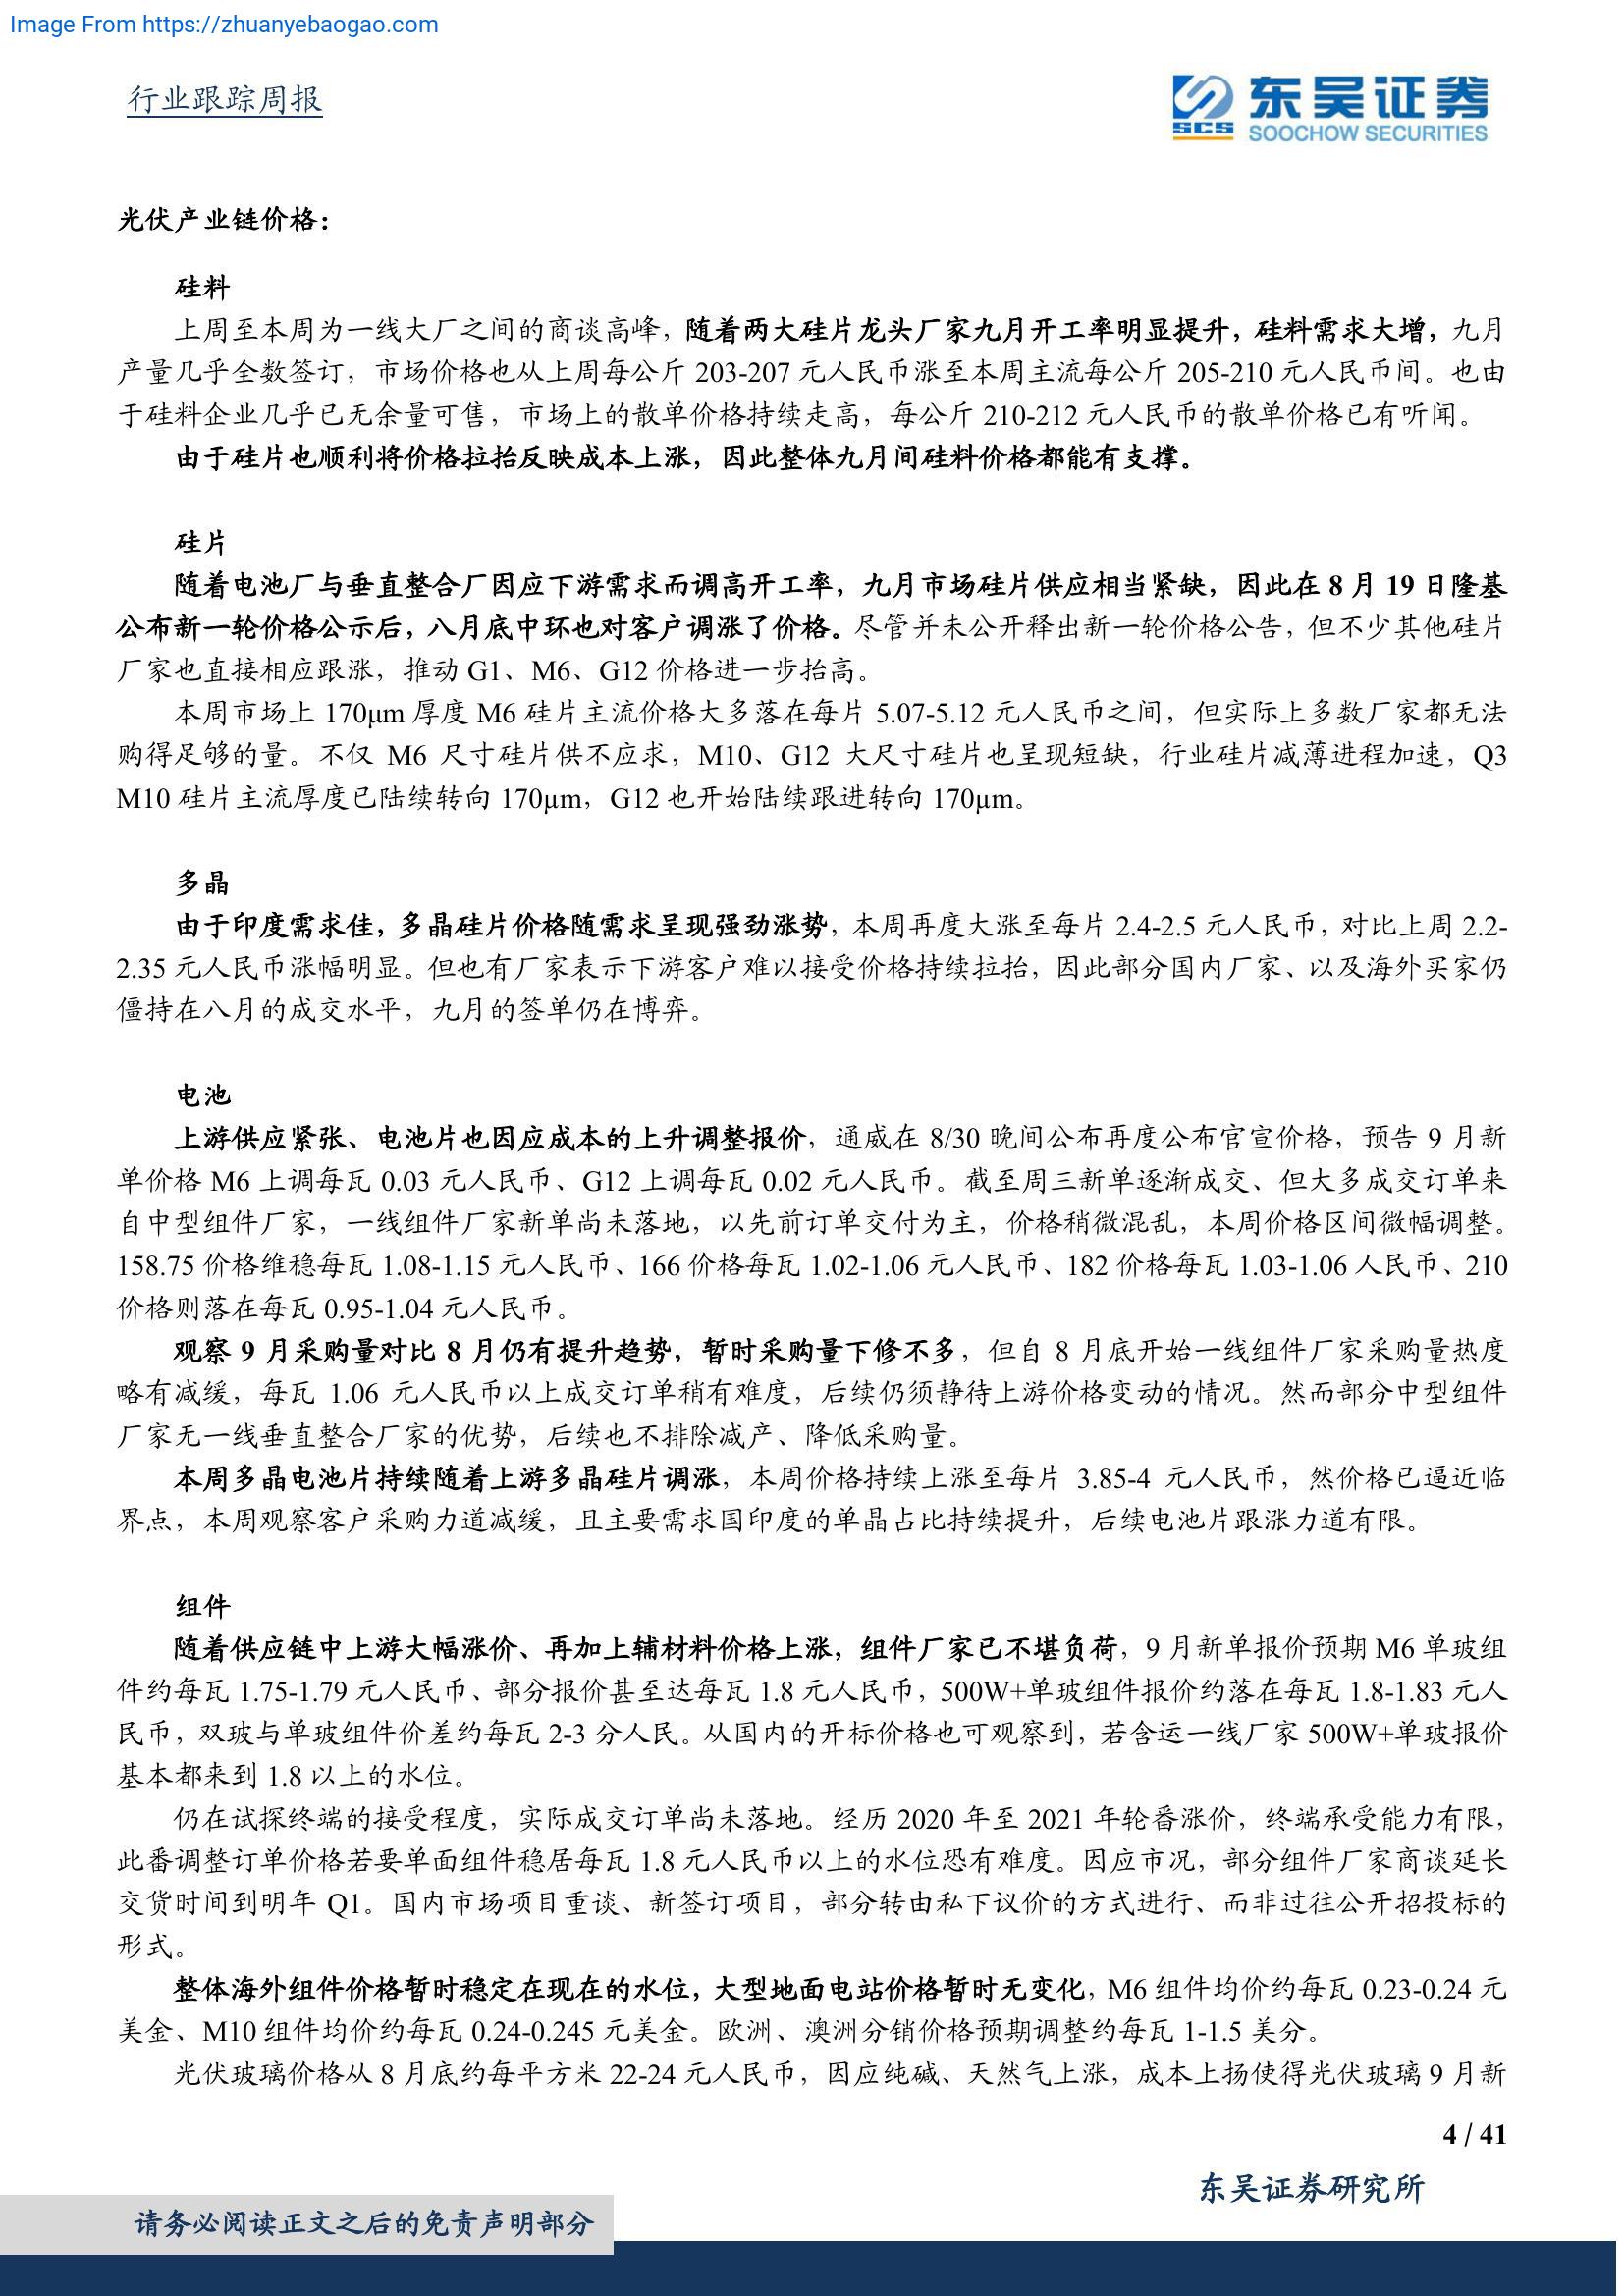 Image From https://zhuanyebaogao.com
行业跟踪周报
东吴证券
SCS
SOOCHOW SECURITIES
光伏产业链价格：
硅料
上周至本周为一线大厂之间的商谈高峰，随着两大硅片龙头厂家九月开工率明显提升，硅料需求大增，九月
产量几乎全数签订，市场价格也从上周每公斤 203-207 元人民币涨至本周主流每公斤 205-210 元人民币间。也由
于硅料企业几乎已无余量可售，市场上的散单价格持续走高，每公斤 210-212 元人民币的散单价格已有听闻。
由于硅片也顺利将价格拉抬反映成本上涨，因此整体九月间硅料价格都能有支撑。
硅片
随着电池厂与垂直整合厂因应下游需求而调高开工率，九月市场硅片供应相当紧缺，因此在 8 月 19 日隆基
公布新一轮价格公示后，八月底中环也对客户调涨了价格。尽管并未公开释出新一轮价格公告，但不少其他硅片
厂家也直接相应跟涨，推动 G1、M6、G12 价格进一步抬高。
本周市场上 170μm 厚度 M6 硅片主流价格大多落在每片 5.07-5.12 元人民币之间，但实际上多数厂家都无法
购得足够的量。不仅 M6 尺寸硅片供不应求，M10、G12 大尺寸硅片也呈现短缺，行业硅片减薄进程加速，Q3
M10 硅片主流厚度已陆续转向 170μm，G12 也开始陆续跟进转向 170μm。
多晶
由于印度需求佳，多晶硅片价格随需求呈现强劲涨势，本周再度大涨至每片 2.4-2.5 元人民币，对比上周 2.2-
2.35 元人民币涨幅明显。但也有厂家表示下游客户难以接受价格持续拉抬，因此部分国内厂家、以及海外买家仍
僵持在八月的成交水平，九月的签单仍在博弈。
电池
上游供应紧张、电池片也因应成本的上升调整报价，通威在 8/30 晚间公布再度公布官宣价格，预告 9 月新
单价格 M6 上调每瓦 0.03 元人民币、G12 上调每瓦 0.02 元人民币。截至周三新单逐渐成交、但大多成交订单来
自中型组件厂家，一线组件厂家新单尚未落地，以先前订单交付为主，价格稍微混乱，本周价格区间微幅调整。
158.75 价格维稳每瓦 1.08-1.15 元人民币、166 价格每瓦 1.02-1.06 元人民币、182 价格每瓦 1.03-1.06 人民币、210
价格则落在每瓦 0.95-1.04 元人民币。
观察 9 月采购量对比 8 月仍有提升趋势，暂时采购量下修不多，但自 8 月底开始一线组件厂家采购量热度
略有减缓，每瓦 1.06 元人民币以上成交订单稍有难度，后续仍须静待上游价格变动的情况。然而部分中型组件
厂家无一线垂直整合厂家的优势，后续也不排除减产、降低采购量。
本周多晶电池片持续随着上游多晶硅片调涨，本周价格持续上涨至每片 3.85-4 元人民币，然价格已逼近临
界点，本周观察客户采购力道减缓，且主要需求国印度的单晶占比持续提升，后续电池片跟涨力道有限。
组件
随着供应链中上游大幅涨价、再加上辅材料价格上涨，组件厂家已不堪负荷，9 月新单报价预期 M6 单玻组
件约每瓦 1.75-1.79 元人民币、部分报价甚至达每瓦 1.8 元人民币，500W+单玻组件报价约落在每瓦 1.8-1.83 元人
民币，双玻与单玻组件价差约每瓦 2-3 分人民。从国内的开标价格也可观察到，若含运一线厂家 500W+单玻报价
基本都来到 1.8 以上的水位。
仍在试探终端的接受程度，实际成交订单尚未落地。经历 2020 年至 2021 年轮番涨价，终端承受能力有限，
此番调整订单价格若要单面组件稳居每瓦 1.8 元人民币以上的水位恐有难度。因应市况，部分组件厂家商谈延长
交货时间到明年 Q1。国内市场项目重谈、新签订项目，部分转由私下议价的方式进行、而非过往公开招投标的
形式。
整体海外组件价格暂时稳定在现在的水位，大型地面电站价格暂时无变化，M6 组件均价约每瓦 0.23-0.24 元
美金、M10 组件均价约每瓦 0.24-0.245 元美金。欧洲、澳洲分销价格预期调整约每瓦 1-1.5 美分。
光伏玻璃价格从 8 月底约每平方米 22-24 元人民币，因应纯碱、天然气上涨，成本上扬使得光伏玻璃 9 月新
4 / 41
东吴证券研究所
请务必阅读正文之后的免责声明部分